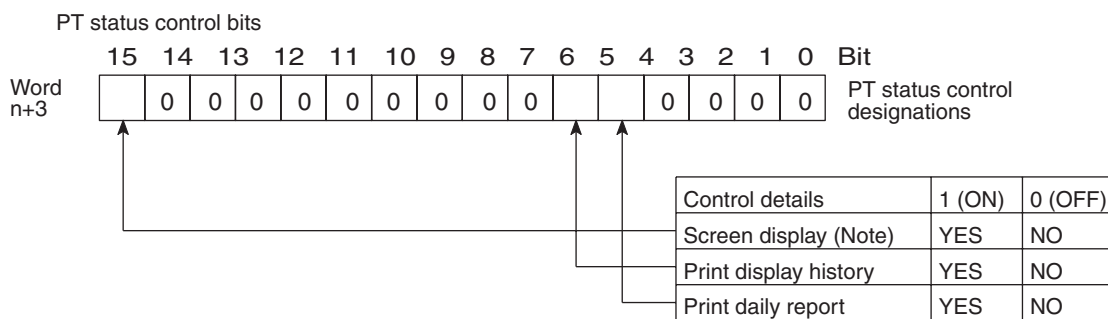 PT status control bits
15 14 13 12 11 10 9 8 7 6 5 4 3 2 1 0 Bit
Word n+3
0 0 0 0 0 0 0 0 0 0 0 0
PT status control designations
Control details 1 (ON) 0 (OFF)
Screen display (Note) YES NO
Print display history YES NO
Print daily report YES NO